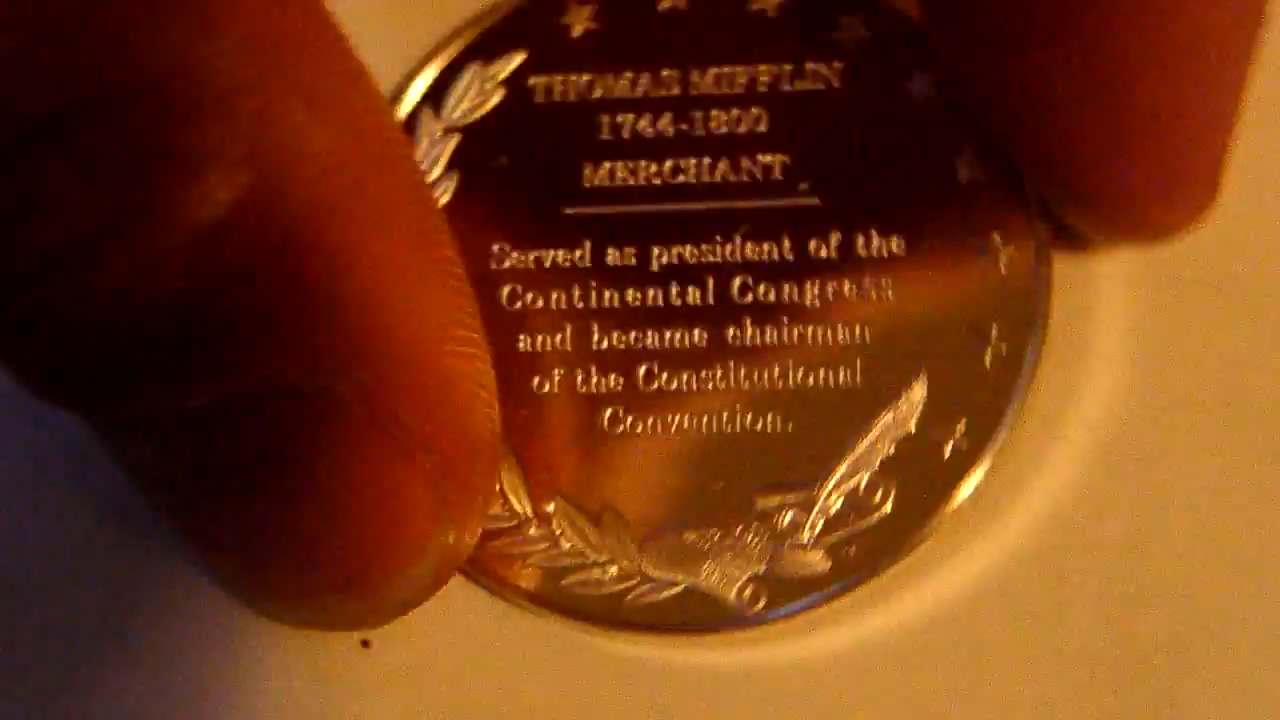 THOMAS MIFFLIN
1744-1800
MERCHANT
Served as president of the
Continental Congress
and became chairman
of the Constitutional
Convention.